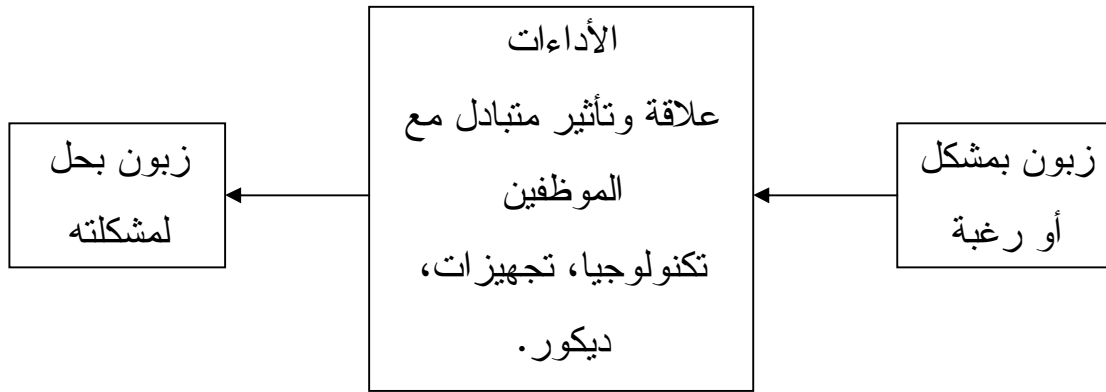 زبون بمشكل
أو رغبة
الأداءات
علاقة وتأثير متبادل مع
الموظفين
تكنولوجيا، تجهيزات،
ديكور.
زبون بحل
لمشكلته